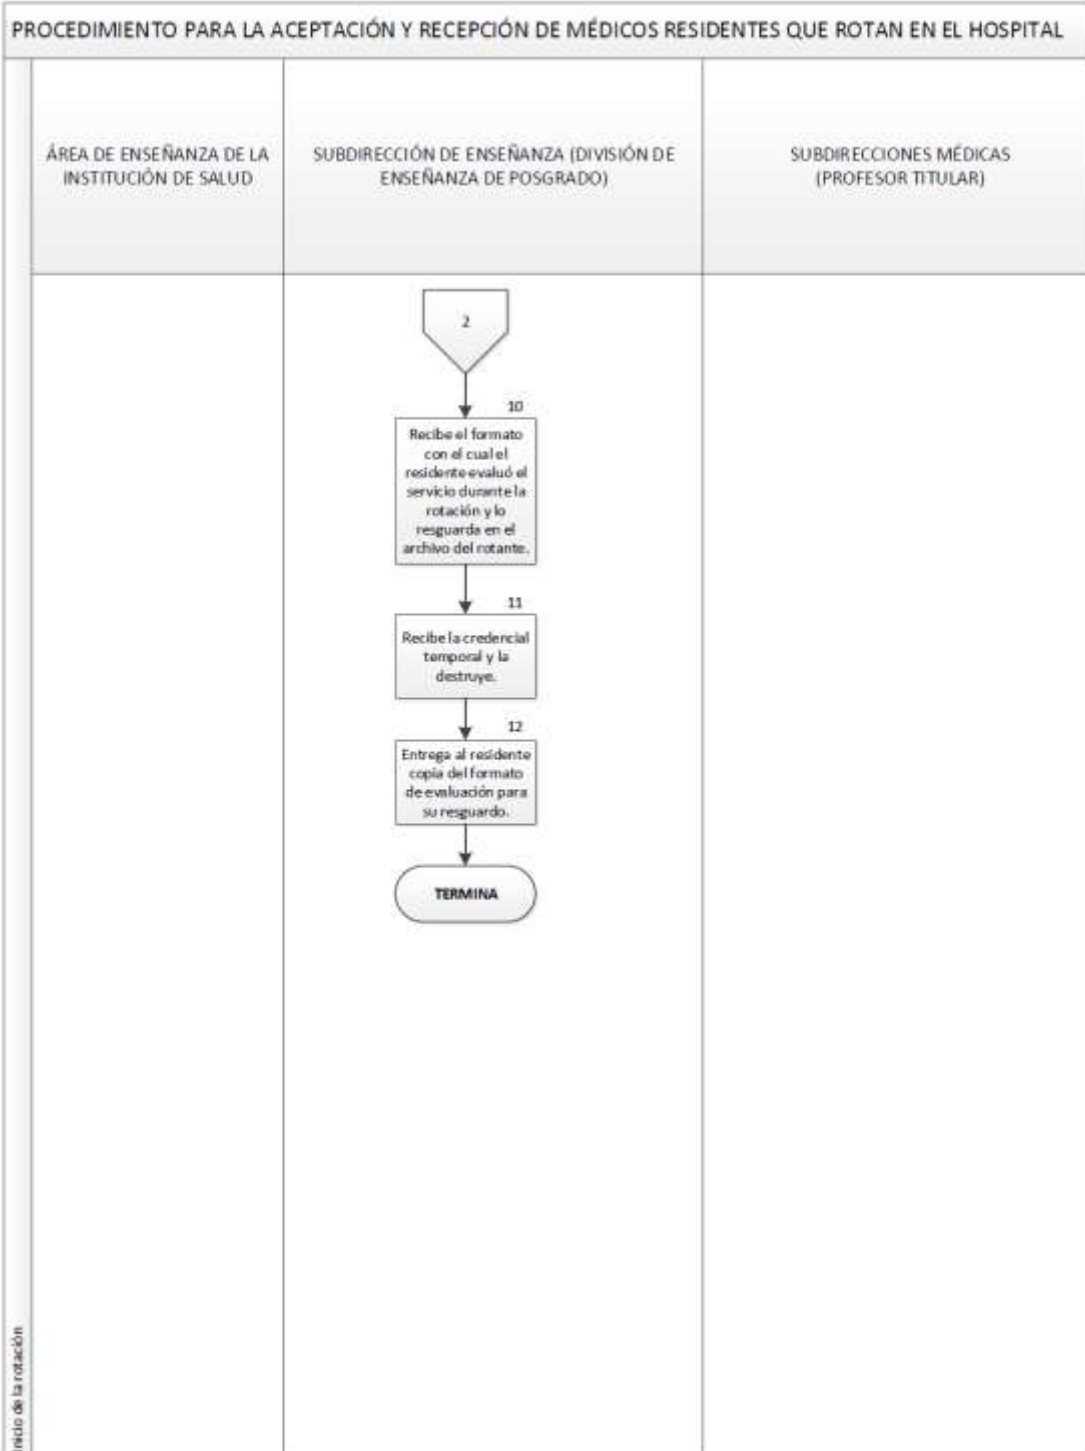 PROCEDIMIENTO PARA LA ACEPTACIÓN Y RECEPCIÓN DE MÉDICOS RESIDENTES QUE ROTAN EN EL HOSPITAL
ÁREA DE ENSEÑANZA DE LA
INSTITUCIÓN DE SALUD
SUBDIRECCIÓN DE ENSEÑANZA (DIVISIÓN DE
ENSEÑANZA DE POSGRADO)
SUBDIRECCIONES MÉDICAS
(PROFESOR TITULAR)
2
10
Recibe el formato
con el cual el
residente evaluó el
servicio durante la
rotación y lo
resguarda en el
archivo del rotante.
11
Recibe la credencial
temporal y la
destruye.
12
Entrega al residente
copia del formato
de evaluación para
su resguardo.
TERMINA
Inicio de la rotación